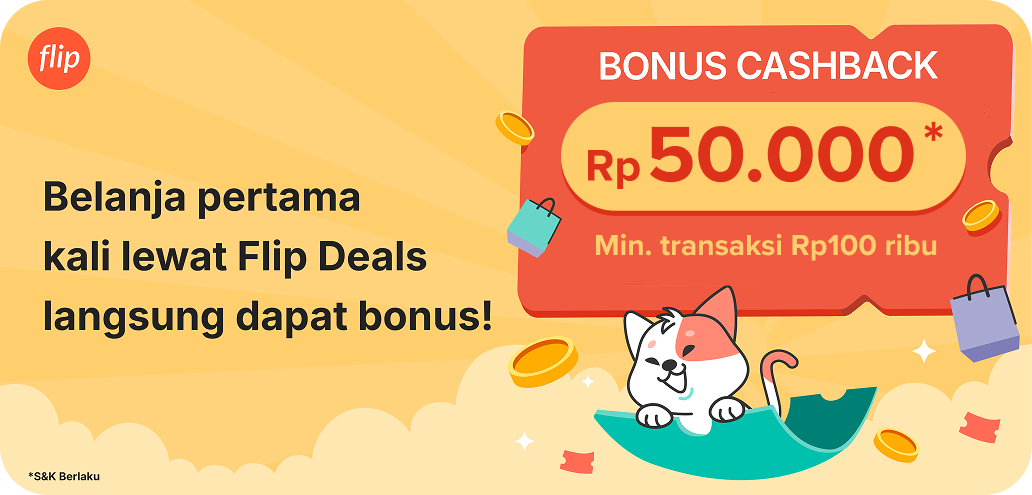 flip
Belanja pertama
kali lewat Flip Deals
langsung dapat bonus!
BONUS CASHBACK
Rp 50.000*
Min. transaksi Rp100 ribu
*S&K Berlaku